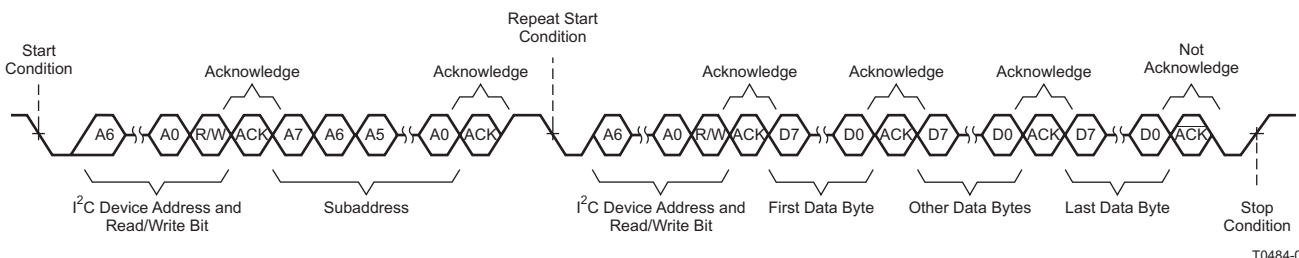 Repeat Start
Condition
Start
Condition
Not
Acknowledge
Acknowledge
Acknowledge
Acknowledge
Acknowledge
Acknowledge
A6 A0 R/W ACK A7 A6 A5 A0 ACK A6 A0 R/W ACK D7 D0 ACK D7 D0 ACK D7 D0 ACK
I²C Device Address and
Read/Write Bit
Subaddress
I²C Device Address and
Read/Write Bit
First Data Byte
Other Data Bytes
Last Data Byte
Stop
Condition
T0484-0